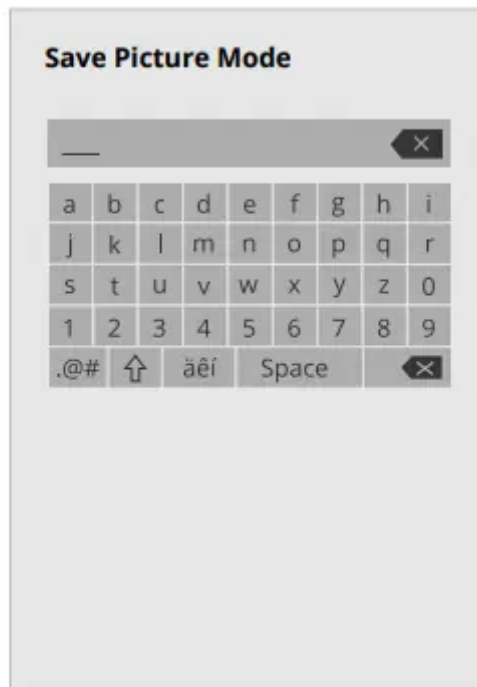 Save Picture Mode
a b c d e f g h i
j k l m n o p q r
s t u v w x y z 0
1 2 3 4 5 6 7 8 9
.@# äêí Space